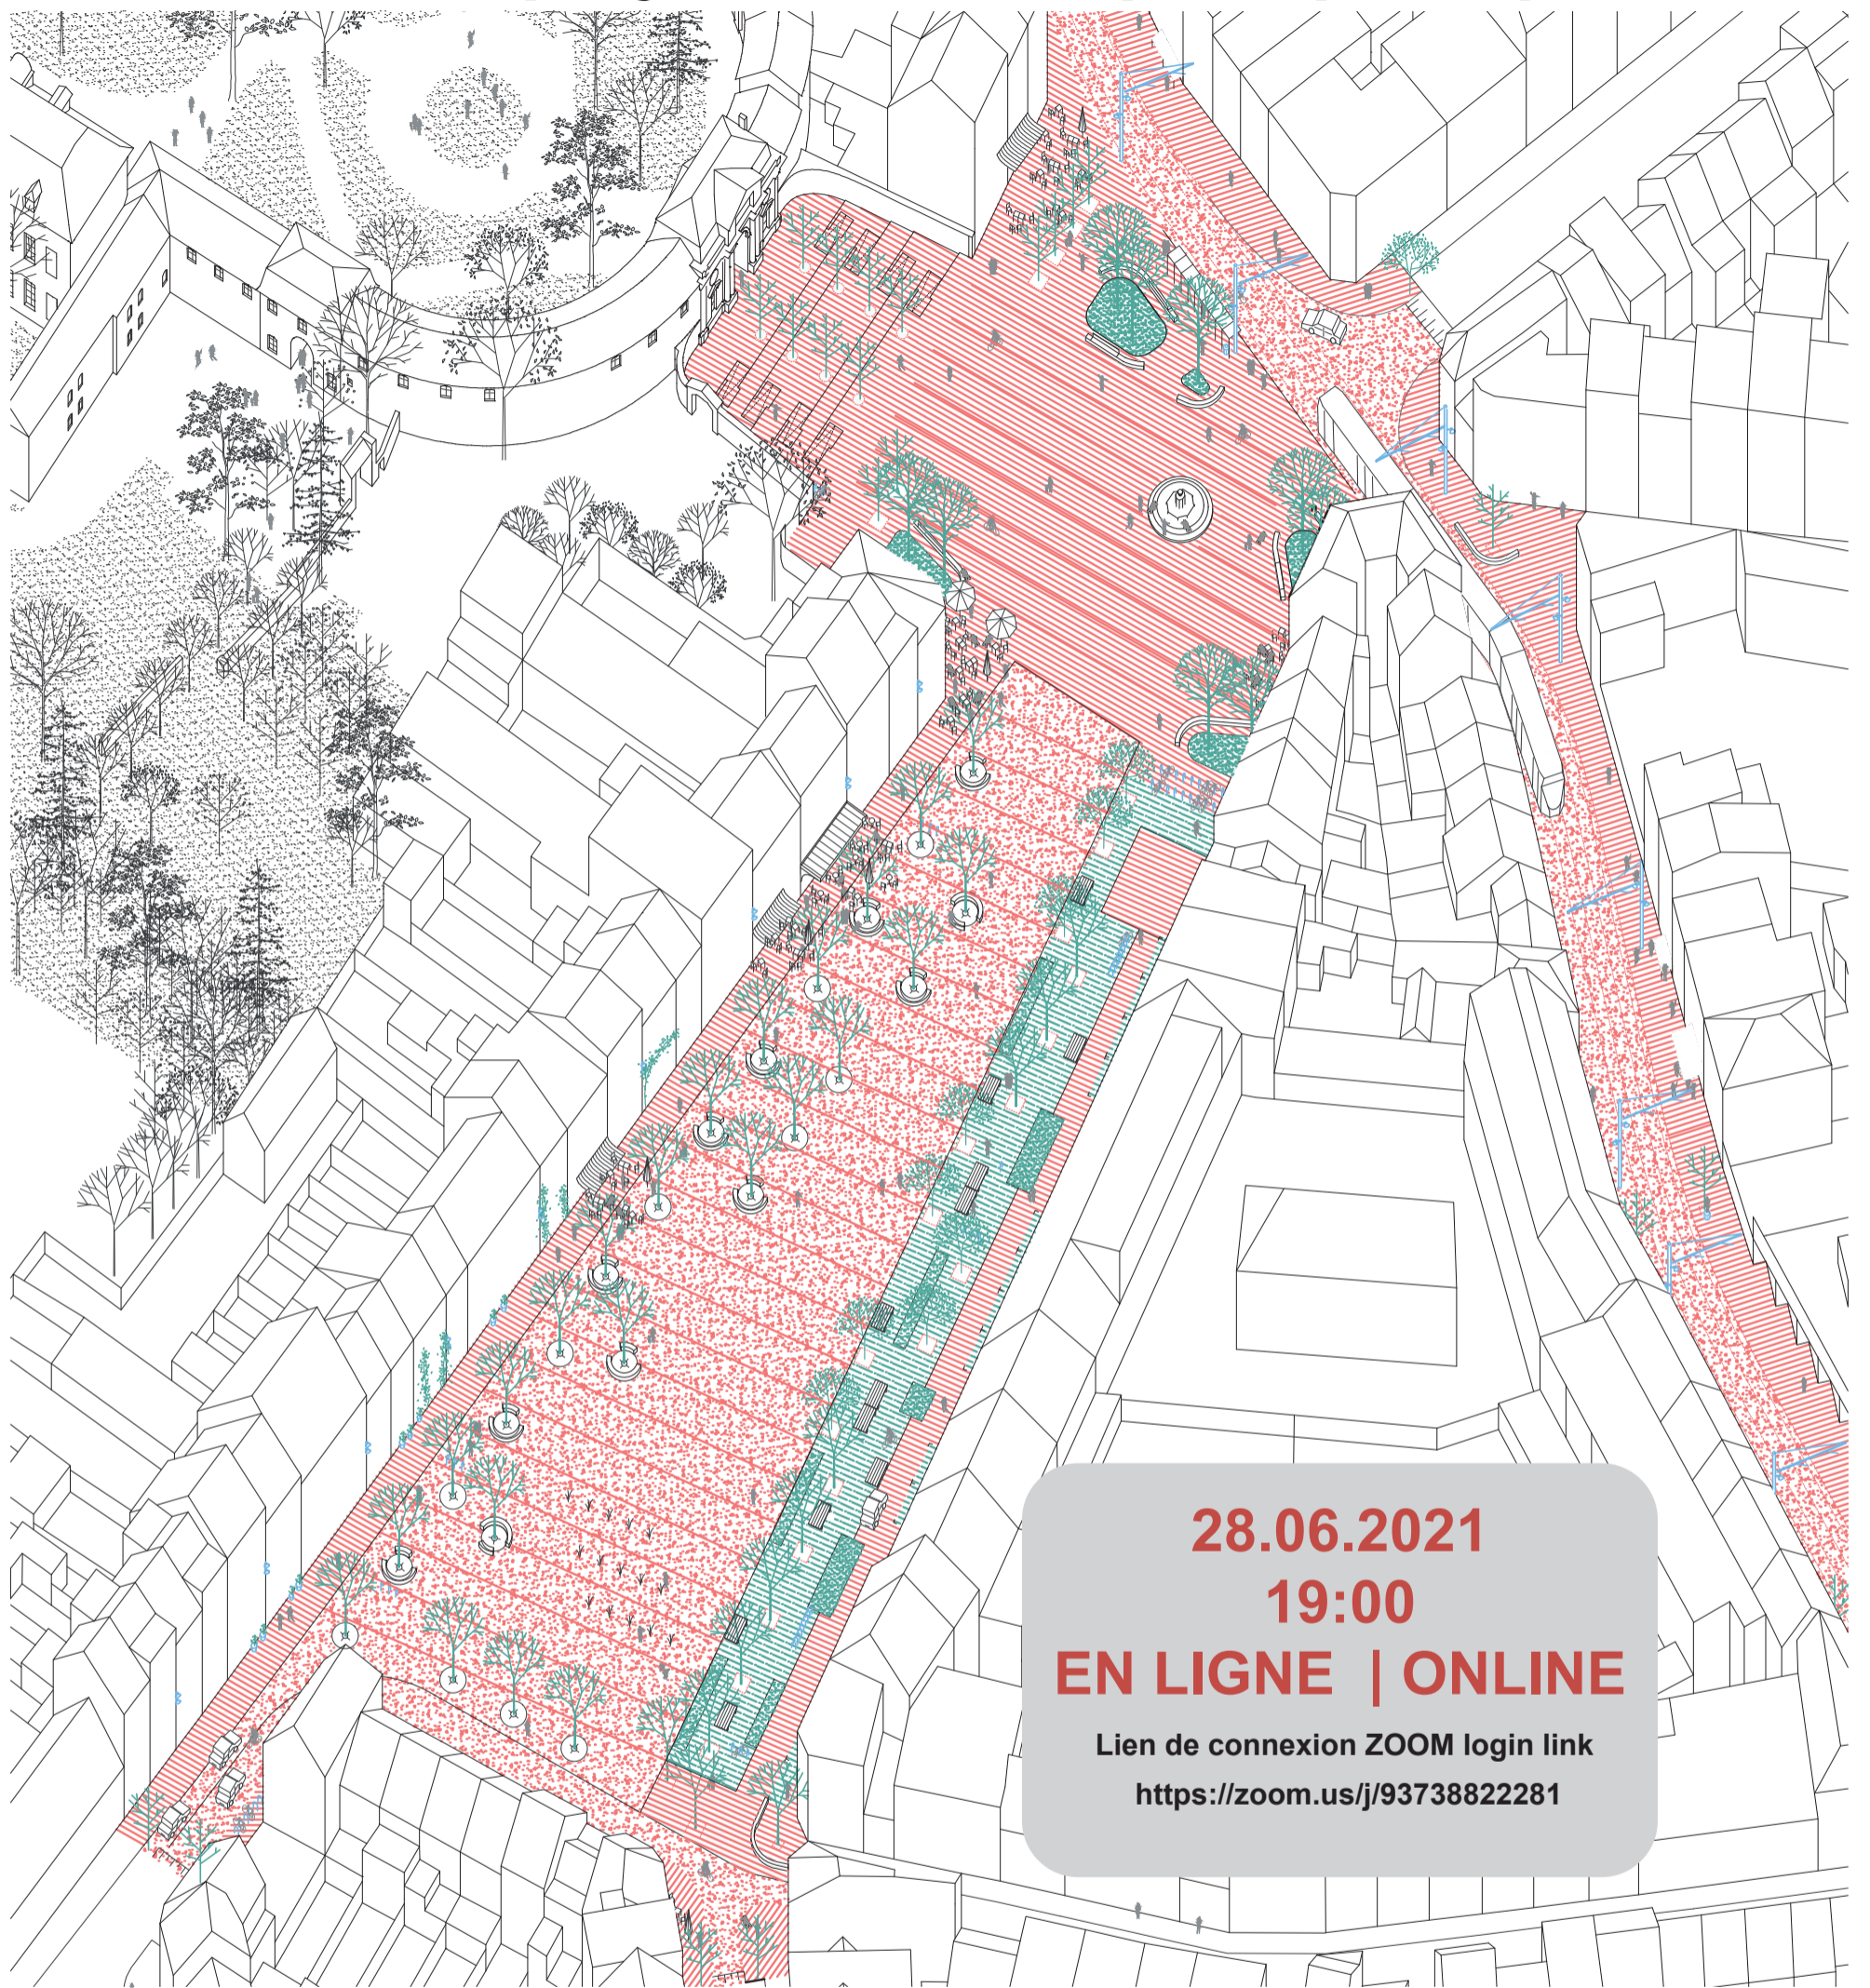 28.06.2021
19:00
EN LIGNE | ONLINE
Lien de connexion ZOOM login link
https://zoom.us/j/93738822281